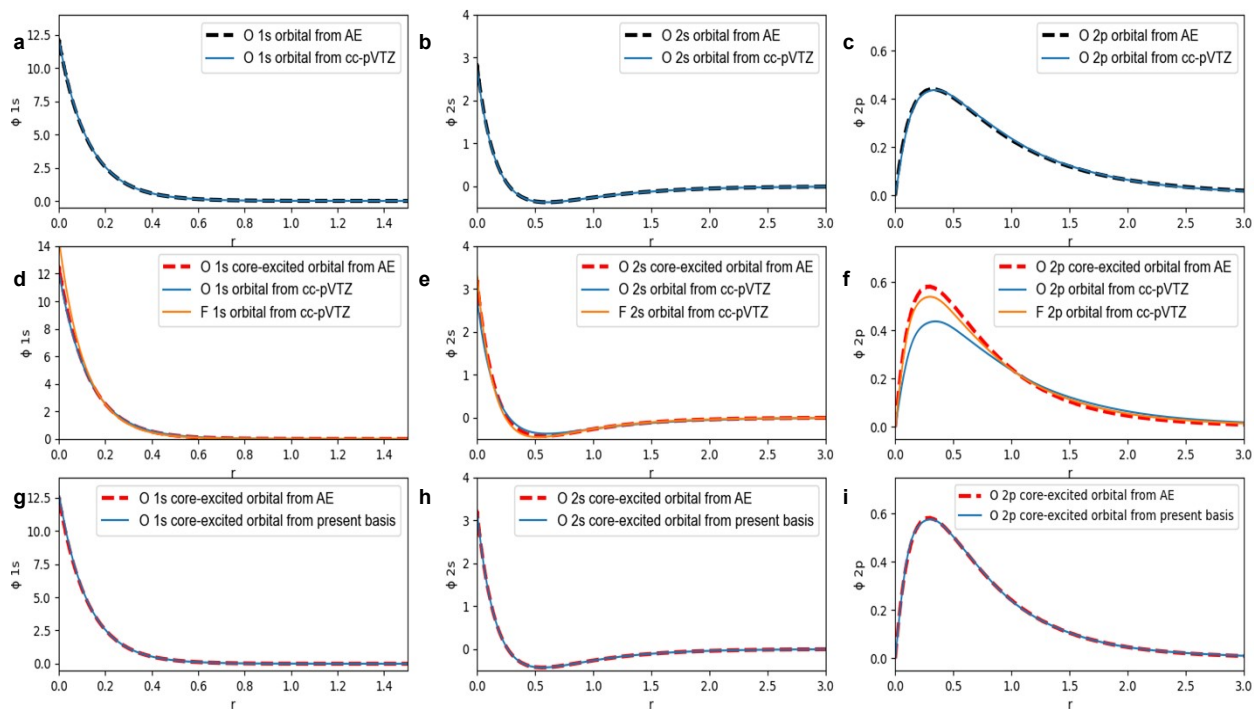 a
12.5
10.0
7.5
5.0
2.5
0.0
ϕ 1s
O 1s orbital from AE
O 1s orbital from cc-pVTZ
0.0 0.2 0.4 0.6 0.8 1.0 1.2 1.4
r
b
4
3
2
1
0
ϕ 2s
O 2s orbital from AE
O 2s orbital from cc-pVTZ
0.0 0.5 1.0 1.5 2.0 2.5 3.0
r
c
0.6
0.4
0.2
0.0
ϕ 2p
O 2p orbital from AE
O 2p orbital from cc-pVTZ
0.0 0.5 1.0 1.5 2.0 2.5 3.0
r
d
14
12
10
8
6
4
2
0
ϕ 1s
O 1s core-excited orbital from AE
O 1s orbital from cc-pVTZ
F 1s orbital from cc-pVTZ
0.0 0.2 0.4 0.6 0.8 1.0 1.2 1.4
r
e
4
3
2
1
0
ϕ 2s
O 2s core-excited orbital from AE
O 2s orbital from cc-pVTZ
F 2s orbital from cc-pVTZ
0.0 0.5 1.0 1.5 2.0 2.5 3.0
r
f
0.6
0.4
0.2
0.0
ϕ 2p
O 2p core-excited orbital from AE
O 2p orbital from cc-pVTZ
F 2p orbital from cc-pVTZ
0.0 0.5 1.0 1.5 2.0 2.5 3.0
r
g
12.5
10.0
7.5
5.0
2.5
0.0
ϕ 1s
O 1s core-excited orbital from AE
O 1s core-excited orbital from present basis
0.0 0.2 0.4 0.6 0.8 1.0 1.2 1.4
r
h
4
3
2
1
0
ϕ 2s
O 2s core-excited orbital from AE
O 2s core-excited orbital from present basis
0.0 0.5 1.0 1.5 2.0 2.5 3.0
r
i
0.6
0.4
0.2
0.0
ϕ 2p
O 2p core-excited orbital from AE
O 2p core-excited orbital from present basis
0.0 0.5 1.0 1.5 2.0 2.5 3.0
r